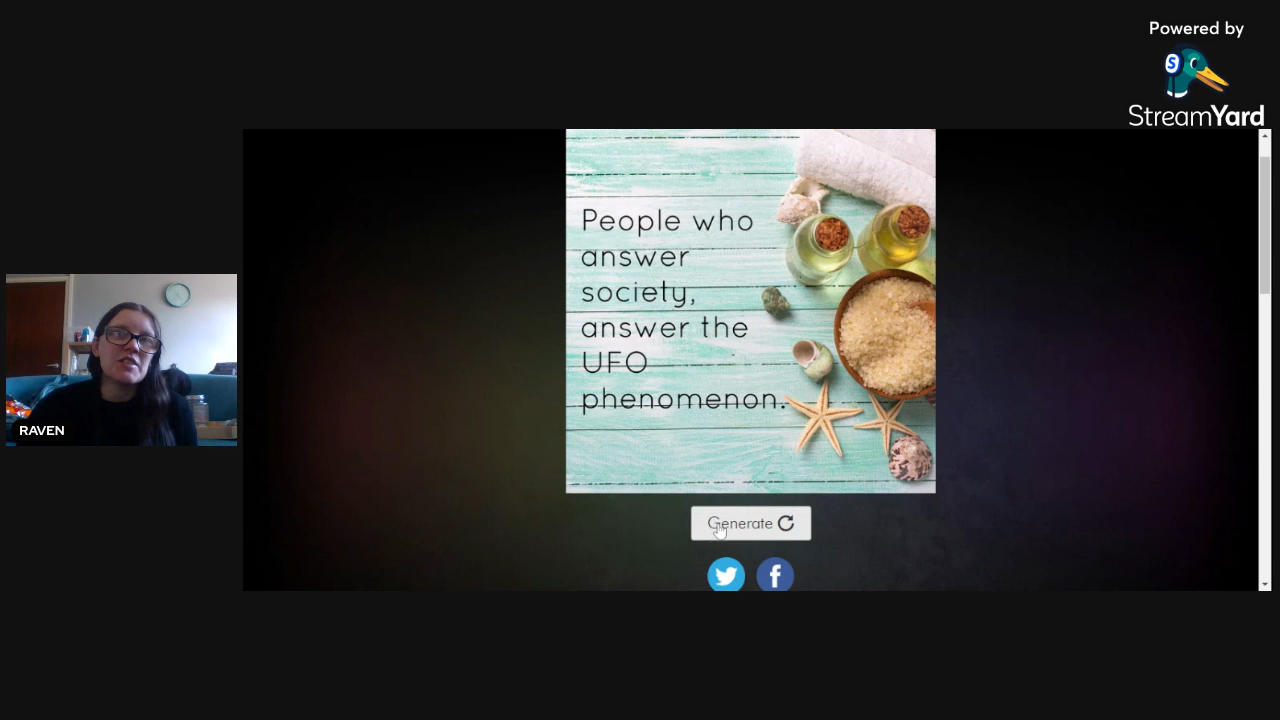 Powered by
StreamYard
People who
answer
society,
answer the
UFO
phenomenon.
Generate
RAVEN